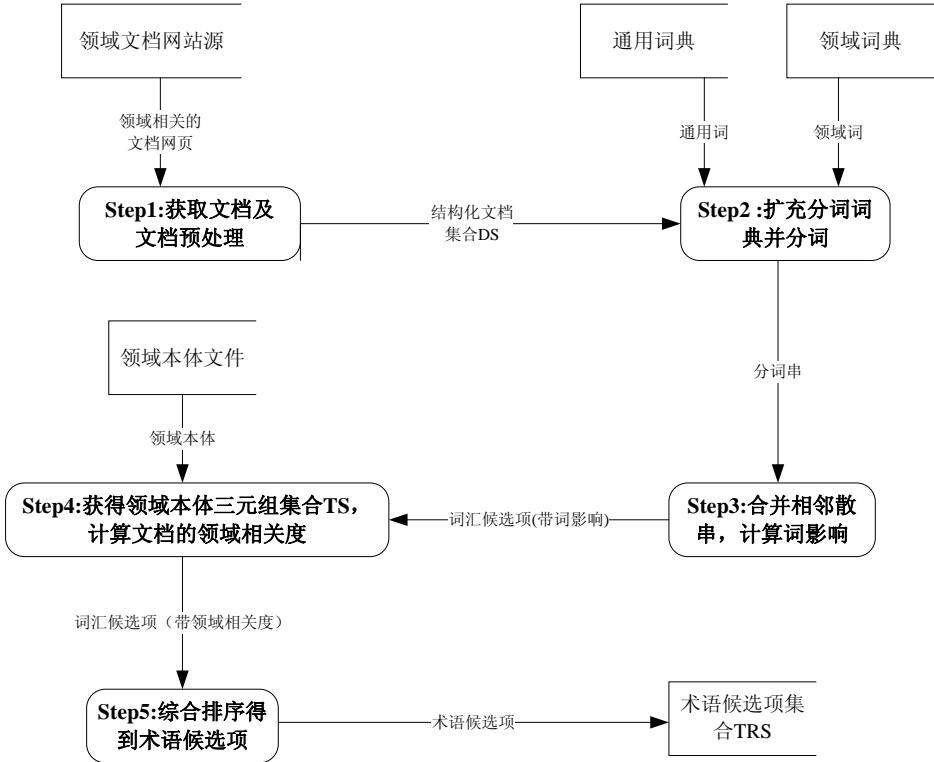 领域文档网站源
通用词典
领域词典
领域相关的
文档网页
通用词
领域词
Step1:获取文档及
文档预处理
结构化文档
集合DS
Step2 :扩充分词词
典并分词
领域本体文件
分词串
领域本体
Step4:获得领域本体三元组集合TS，
计算文档的领域相关度
词汇候选项(带词影响)
Step3:合并相邻散
串，计算词影响
词汇候选项（带领域相关度）
Step5:综合排序得
到术语候选项
术语候选项
术语候选项集
合TRS